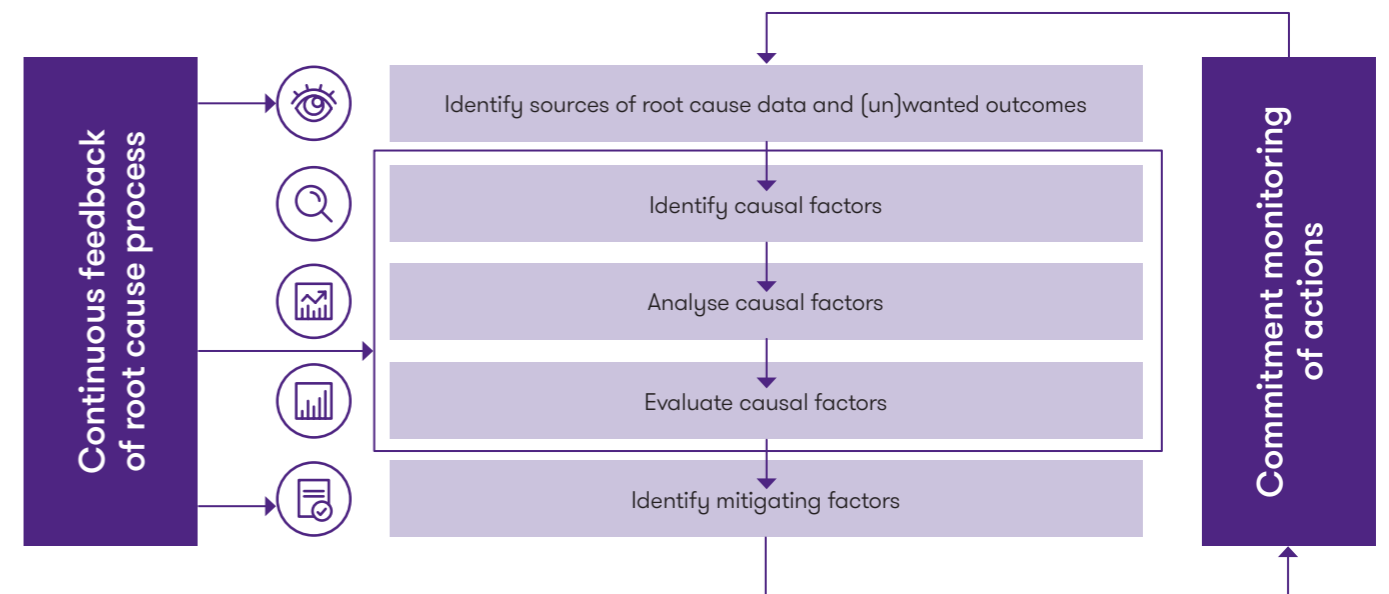 Continuous feedback
of root cause process
Identify sources of root cause data and (un)wanted outcomes
Identify causal factors
Analyse causal factors
Evaluate causal factors
Identify mitigating factors
Commitment monitoring
of actions